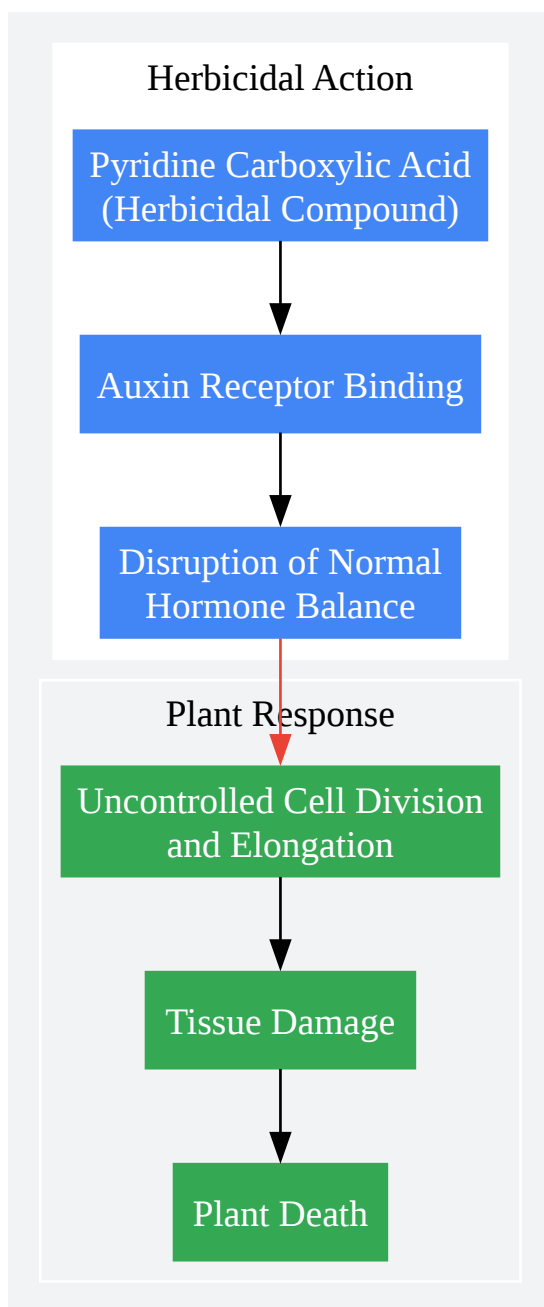 Herbicidal Action
Pyridine Carboxylic Acid
(Herbicidal Compound)
Auxin Receptor Binding
Disruption of Normal
Hormone Balance
Plant Response
Uncontrolled Cell Division
and Elongation
Tissue Damage
Plant Death